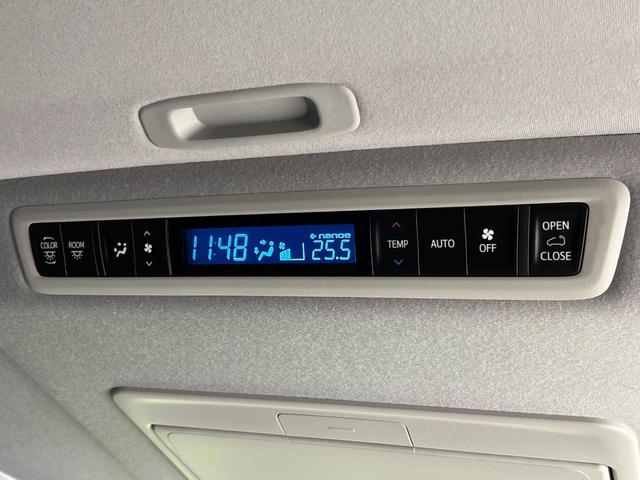 COLOR
ROOM
11:48
nanoe
25.5
TEMP
AUTO
OFF
OPEN
CLOSE